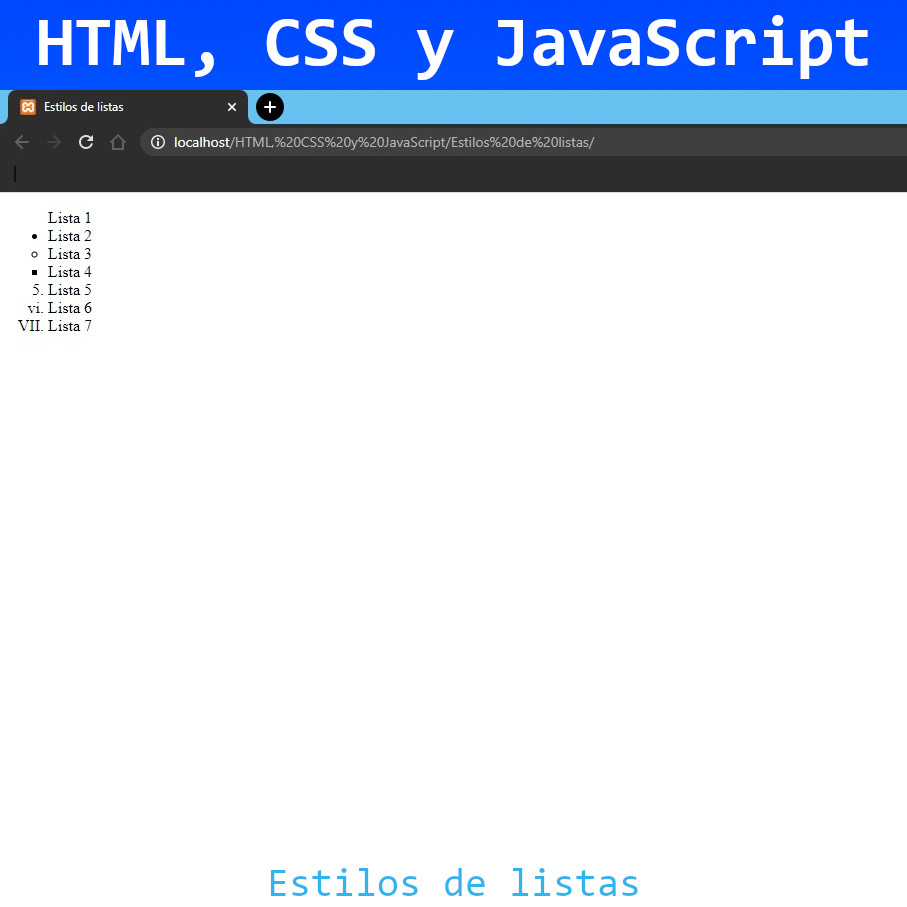 HTML, CSS y JavaScript
Estilos de listas
localhost/HTML,%20CSS%20y%20JavaScript/Estilos%20de%20listas/
Lista 1
• Lista 2
○ Lista 3
▪ Lista 4
5. Lista 5
vi. Lista 6
VII. Lista 7
Estilos de listas